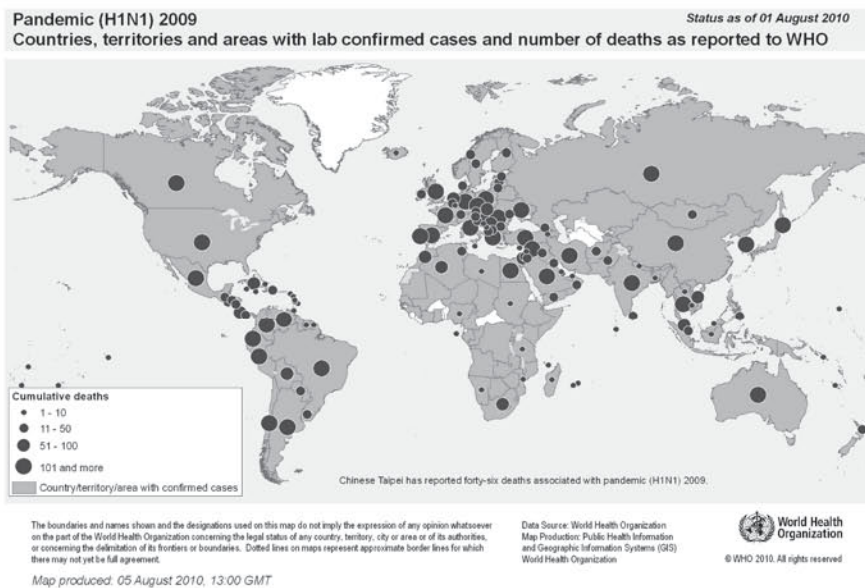 Pandemic (H1N1) 2009
Status as of 01 August 2010
Countries, territories and areas with lab confirmed cases and number of deaths as reported to WHO
Cumulative deaths
1 - 10
11 - 50
51 - 100
101 and more
Country/territory/area with confirmed cases
Chinese Taipei has reported forty-six deaths associated with pandemic (H1N1) 2009.
The boundaries and names shown and the designations used on this map do not imply the expression of any opinion whatsoever
on the part of the World Health Organization concerning the legal status of any country, territory, city or area or of its authorities,
or concerning the delimitation of its frontiers or boundaries. Dotted lines on maps represent approximate border lines for which
there may not yet be full agreement.
Data Source: World Health Organization
Map Production: Public Health Information
and Geographic Information Systems (GIS)
World Health Organization
World Health
Organization
© WHO 2010. All rights reserved
Map produced: 05 August 2010, 13:00 GMT